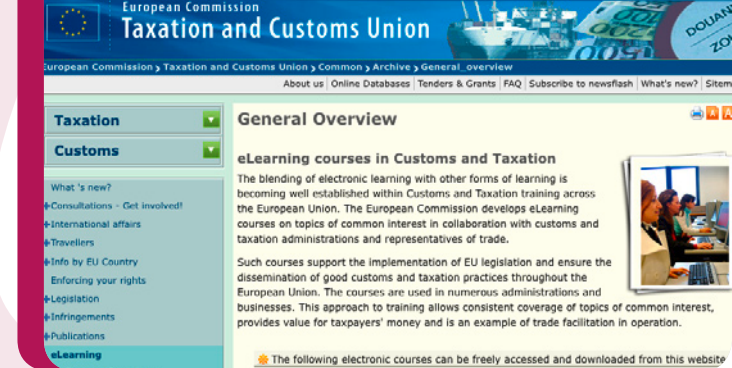 European Commission
Taxation and Customs Union
DOUAN
European Commission > Taxation and Customs Union > Common > Archive > General_overview
About us | Online Databases | Tenders & Grants | FAQ | Subscribe to newsflash | What's new? | Sitem
Taxation
Customs
What 's new?
+Consultations - Get involved!
+International affairs
+Travellers
+Info by EU Country
Enforcing your rights
+Legislation
+Infringements
+Publications
eLearning
General Overview
A A
eLearning courses in Customs and Taxation
The blending of electronic learning with other forms of learning is
becoming well established within Customs and Taxation training across
the European Union. The European Commission develops eLearning
courses on topics of common interest in collaboration with customs and
taxation administrations and representatives of trade.
Such courses support the implementation of EU legislation and ensure the
dissemination of good customs and taxation practices throughout the
European Union. The courses are used in numerous administrations and
businesses. This approach to training allows consistent coverage of topics of common interest,
provides value for taxpayers' money and is an example of trade facilitation in operation.
The following electronic courses can be freely accessed and downloaded from this website